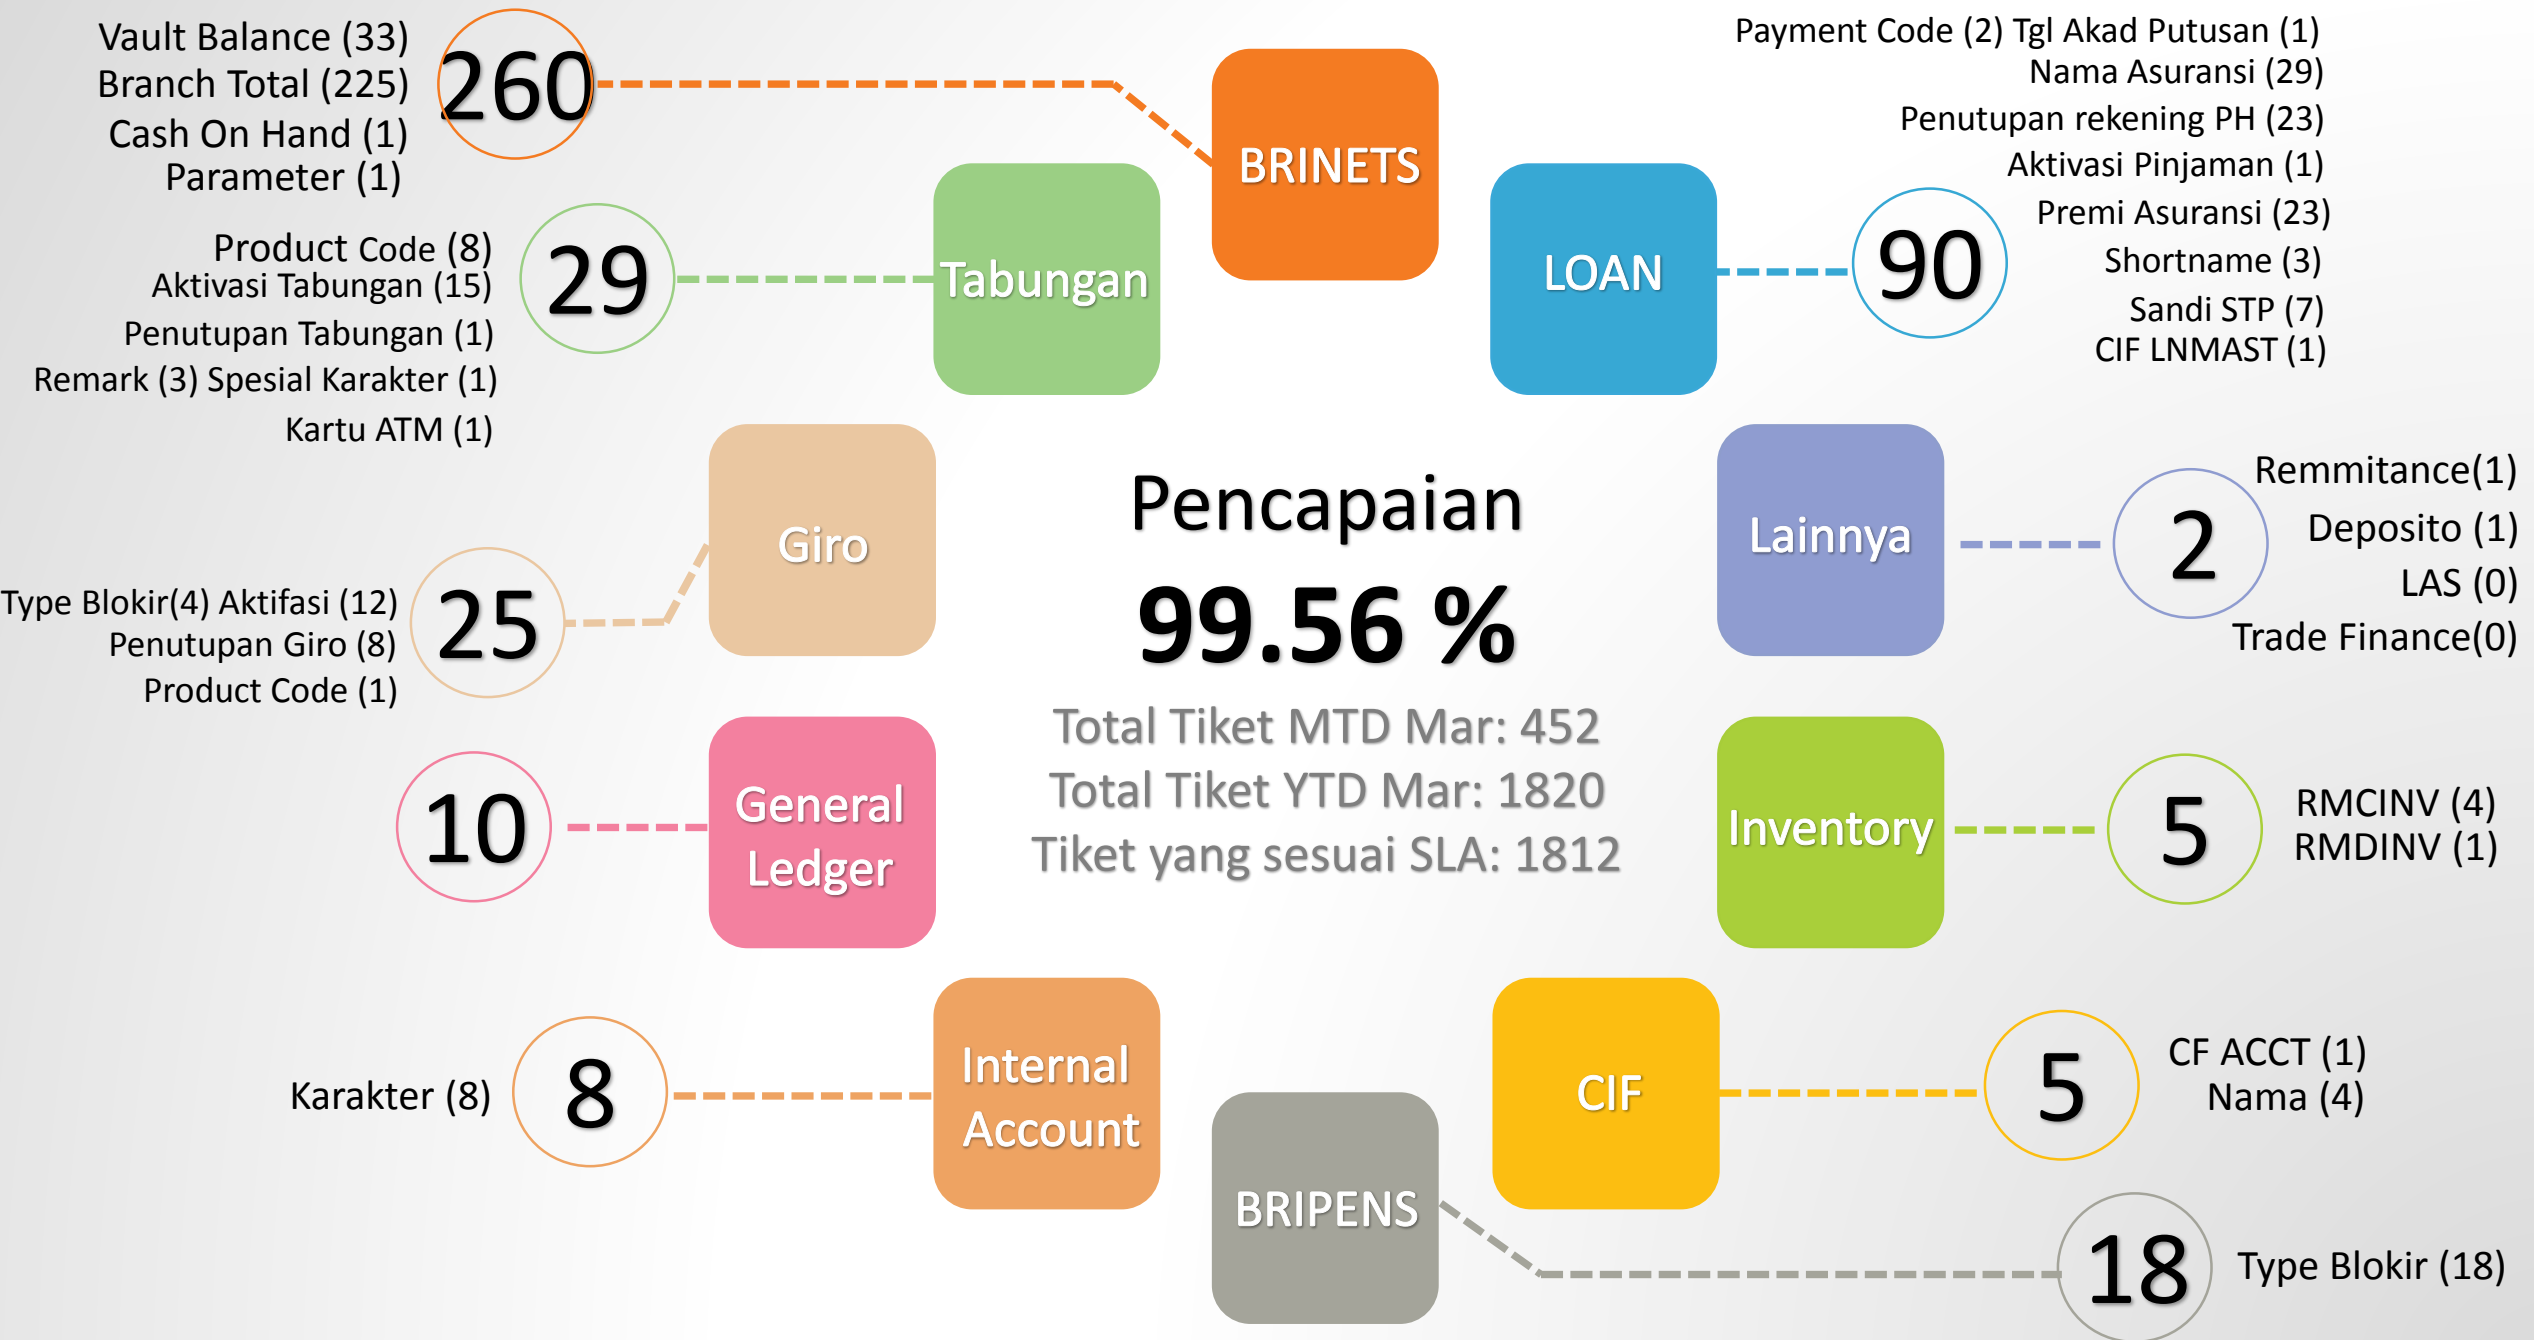 Vault Balance (33)
Branch Total (225)
Cash On Hand (1)
Parameter (1)
260
BRINETS
Product Code (8)
Aktivasi Tabungan (15)
Penutupan Tabungan (1)
Remark (3) Spesial Karakter (1)
Kartu ATM (1)
29
Tabungan
Type Blokir(4) Aktifasi (12)
Penutupan Giro (8)
Product Code (1)
25
Giro
10
General
Ledger
Karakter (8)
8
Internal
Account
Pencapaian
99.56 %
Total Tiket MTD Mar: 452
Total Tiket YTD Mar: 1820
Tiket yang sesuai SLA: 1812
LOAN
90
Payment Code (2) Tgl Akad Putusan (1)
Nama Asuransi (29)
Penutupan rekening PH (23)
Aktivasi Pinjaman (1)
Premi Asuransi (23)
Shortname (3)
Sandi STP (7)
CIF LNMAST (1)
Lainnya
2
Remmitance(1)
Deposito (1)
LAS (0)
Trade Finance(0)
Inventory
5
RMCINV (4)
RMDINV (1)
CIF
5
CF ACCT (1)
Nama (4)
BRIPENS
18
Type Blokir (18)